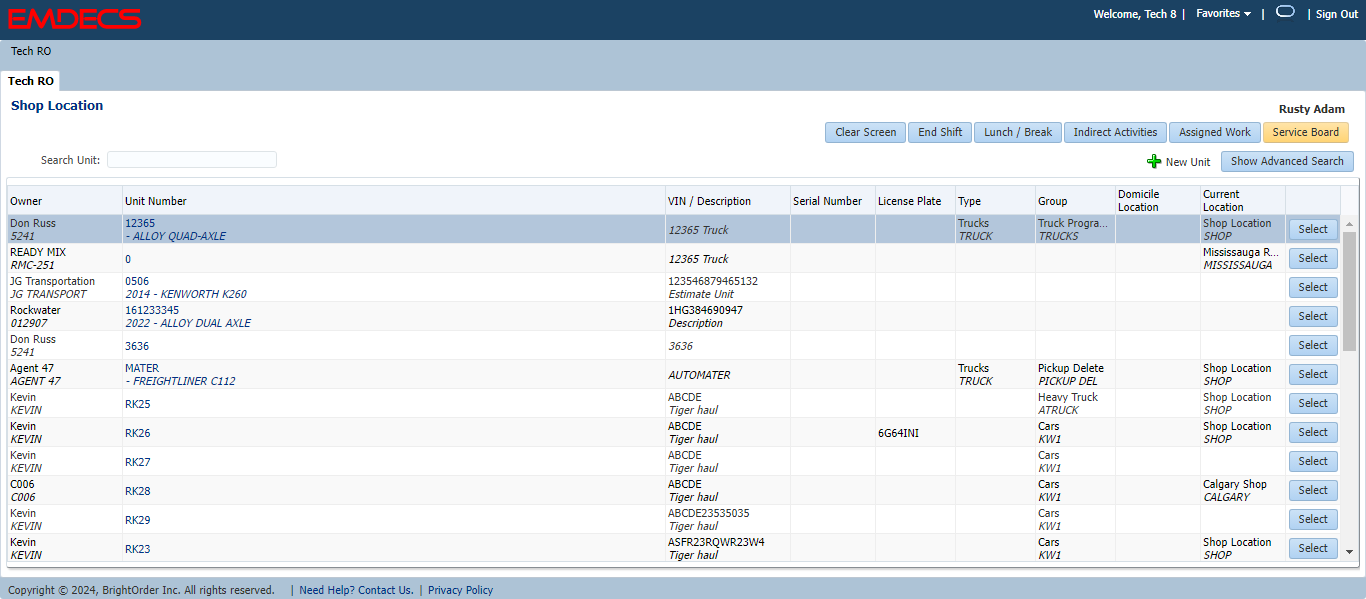 EMDECS
Welcome, Tech 8 | Favorites | | Sign Out
Tech RO
Tech RO
Shop Location
Rusty Adam
Clear Screen End Shift Lunch / Break Indirect Activities Assigned Work Service Board
Search Unit: New Unit Show Advanced Search
Owner Unit Number VIN / Description Serial Number License Plate Type Group Domicile Location Current Location
Don Russ 12365 Trucks Truck Progra... Shop Location
5241 - ALLOY QUAD-AXLE 12365 Truck TRUCK TRUCKS SHOP Select
READY MIX Mississauga R...
RMC-251 0 12365 Truck MISSISSAUGA Select
JG Transportation 0506 123546879465132
JG TRANSPORT 2014 - KENWORTH K260 Estimate Unit Select
Rockwater 161233345 1HG384690947
012907 2022 - ALLOY DUAL AXLE Description Select
Don Russ
5241 3636 3636 Select
Agent 47 MATER Trucks Pickup Delete Shop Location
AGENT 47 - FREIGHTLINER C112 AUTOMATER TRUCK PICKUP DEL SHOP Select
Kevin ABCDE Heavy Truck Shop Location
KEVIN RK25 Tiger haul ATRUCK SHOP Select
Kevin ABCDE Cars Shop Location
KEVIN RK26 Tiger haul 6G64INI KW1 SHOP Select
Kevin ABCDE Cars
KEVIN RK27 Tiger haul KW1 Select
C006 ABCDE Cars Calgary Shop
C006 RK28 Tiger haul KW1 CALGARY Select
Kevin ABCDE23535035 Cars
KEVIN RK29 Tiger haul KW1 Select
Kevin ASFR23RQWR23W4 Cars Shop Location
KEVIN RK23 Tiger haul KW1 SHOP Select
Copyright © 2024, BrightOrder Inc. All rights reserved. | Need Help? Contact Us. | Privacy Policy